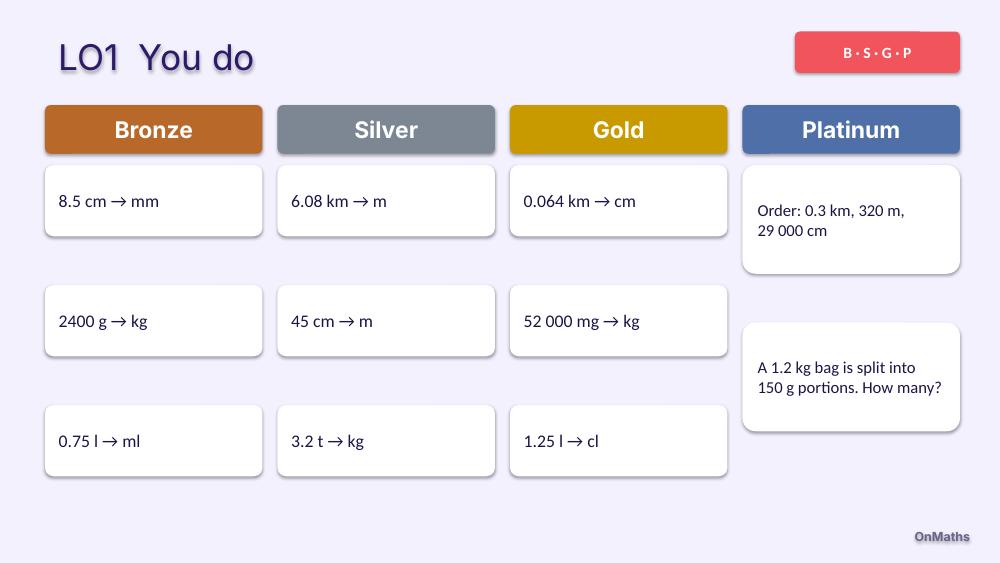 LO1 You do
B · S · G · P
Bronze
Silver
Gold
Platinum
8.5 cm → mm
6.08 km → m
0.064 km → cm
Order: 0.3 km, 320 m,
29 000 cm
2400 g → kg
45 cm → m
52 000 mg → kg
A 1.2 kg bag is split into
150 g portions. How many?
0.75 l → ml
3.2 t → kg
1.25 l → cl
OnMaths